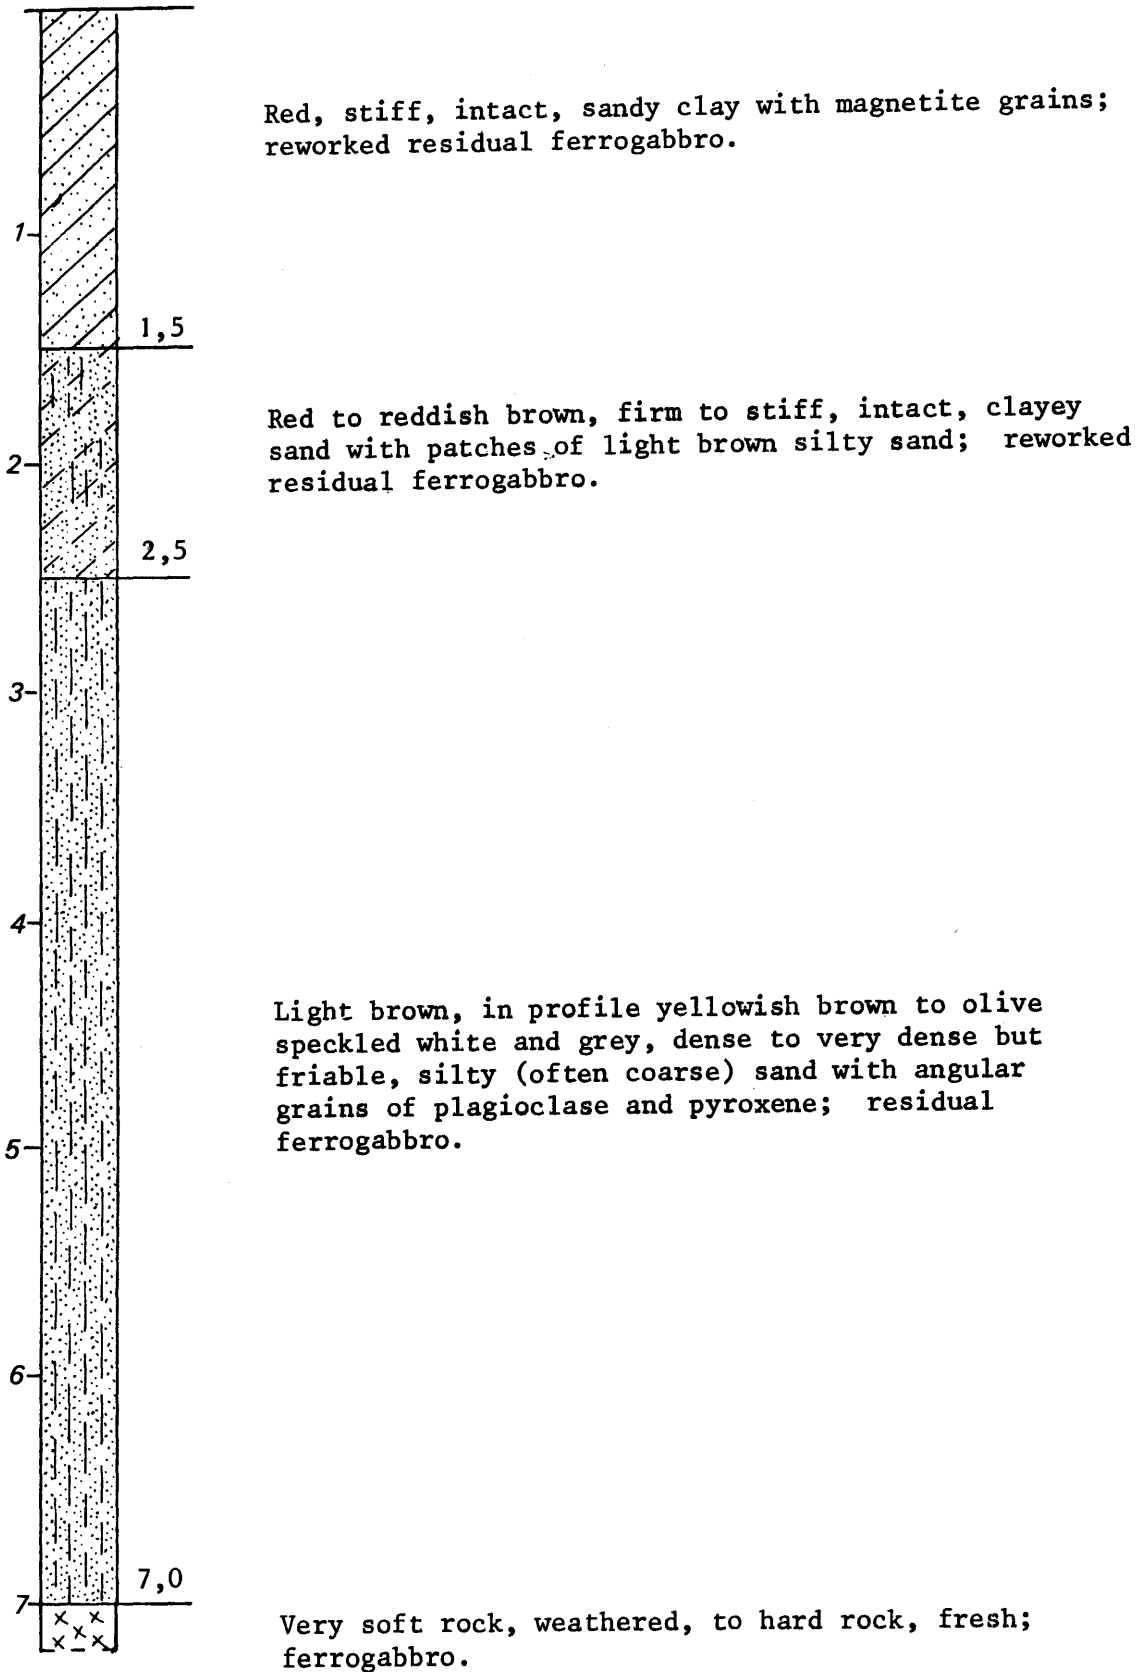 Red, stiff, intact, sandy clay with magnetite grains;
reworked residual ferrogabbro.
1
1,5
Red to reddish brown, firm to stiff, intact, clayey
sand with patches of light brown silty sand; reworked
residual ferrogabbro.
2
2,5
3
4
Light brown, in profile yellowish brown to olive
speckled white and grey, dense to very dense but
friable, silty (often coarse) sand with angular
grains of plagioclase and pyroxene; residual
ferrogabbro.
5
6
7,0
7
Very soft rock, weathered, to hard rock, fresh;
ferrogabbro.